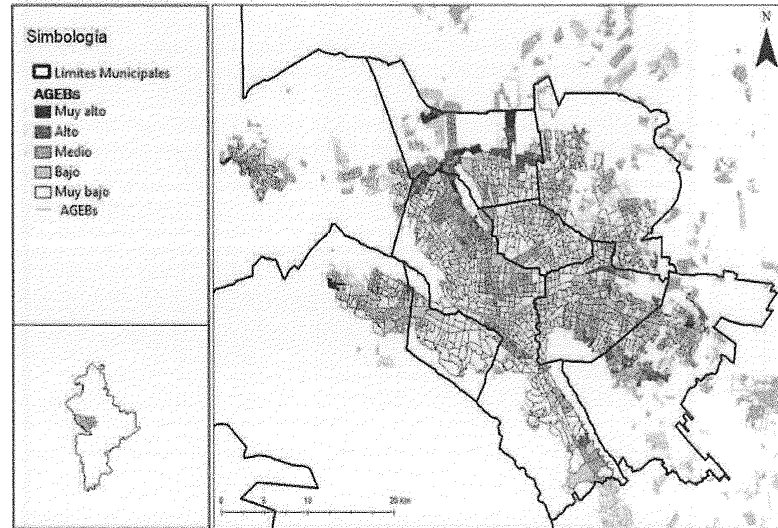 Simbología
Límites Municipales
AGEBs
Muy alto
Alto
Medio
Bajo
Muy bajo
AGEBs
N
0 5 10 20 km